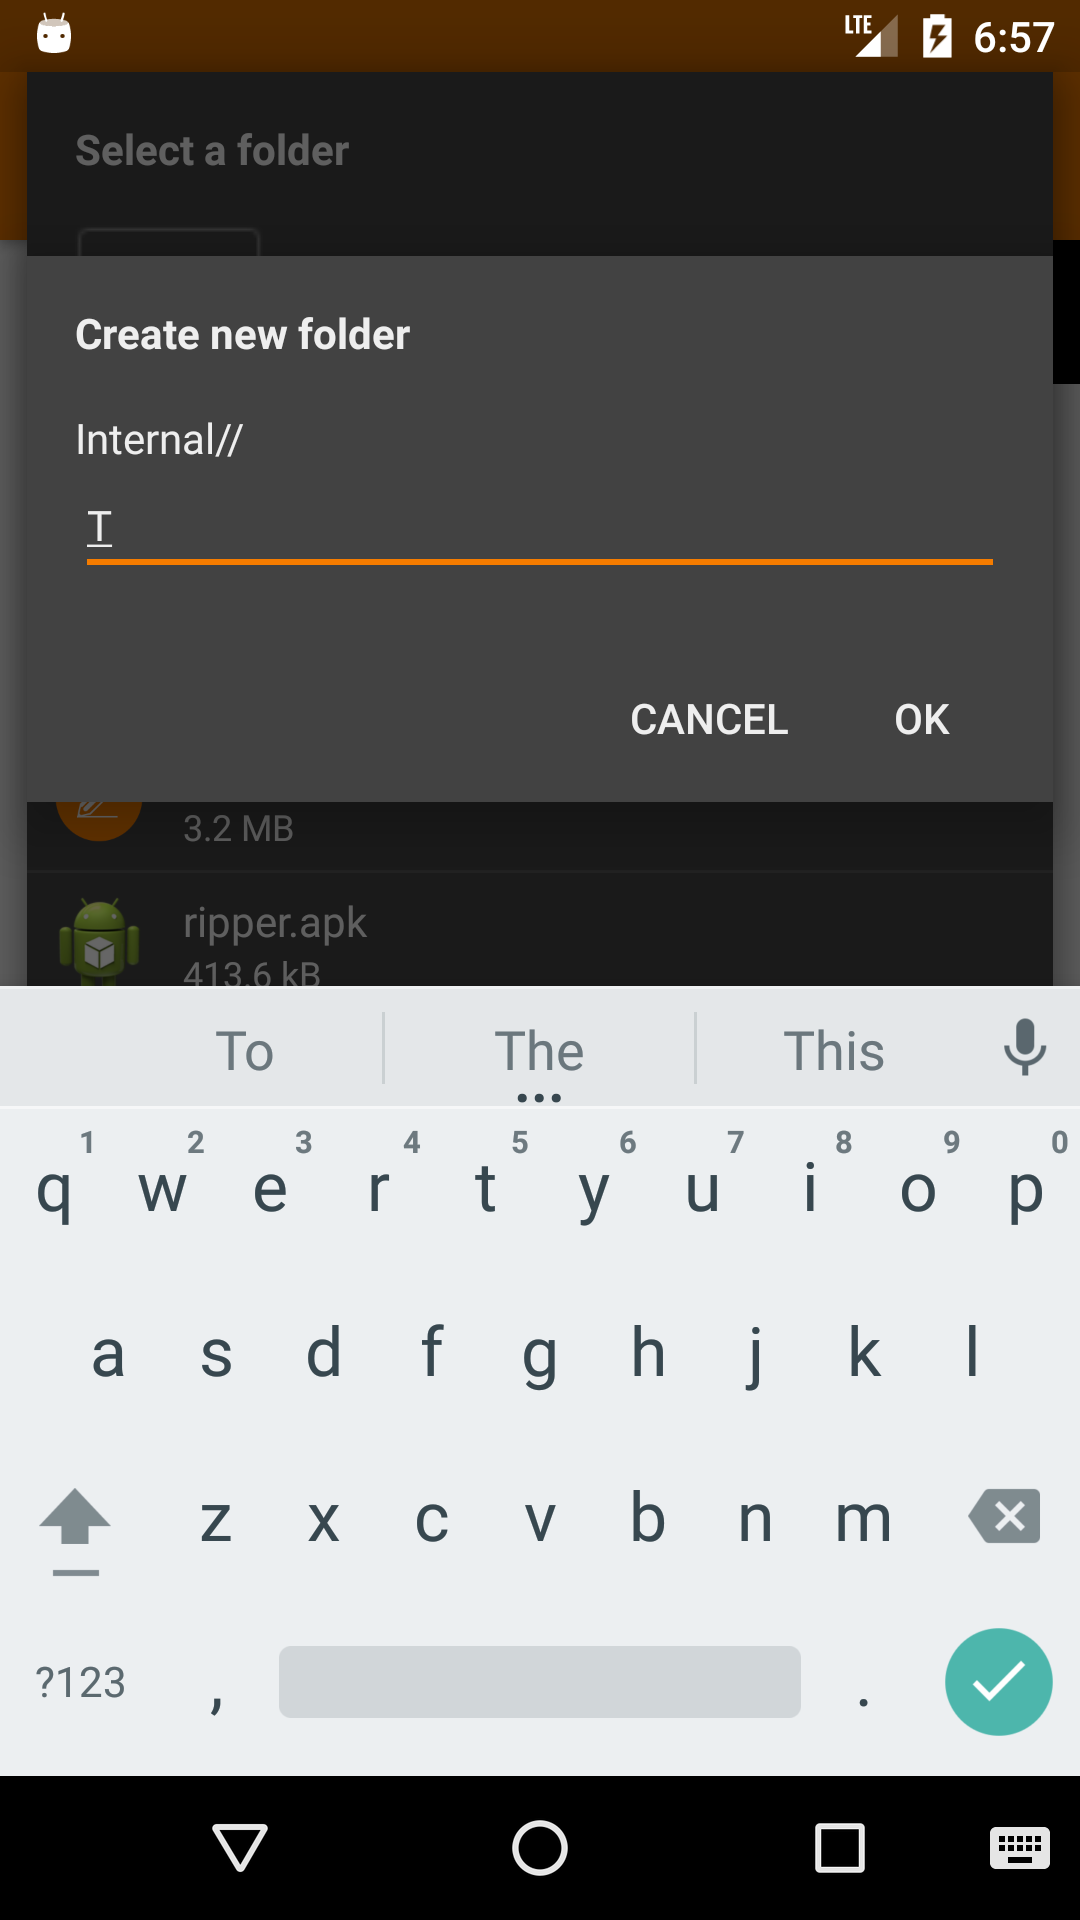 LTE 6:57
Select a folder
Create new folder
Internal//
T
CANCEL OK
3.2 MB
ripper.apk
413.6 kB
To The This
1 2 3 4 5 6 7 8 9 0
q w e r t y u i o p
a s d f g h j k l
z x c v b n m
?123 , .